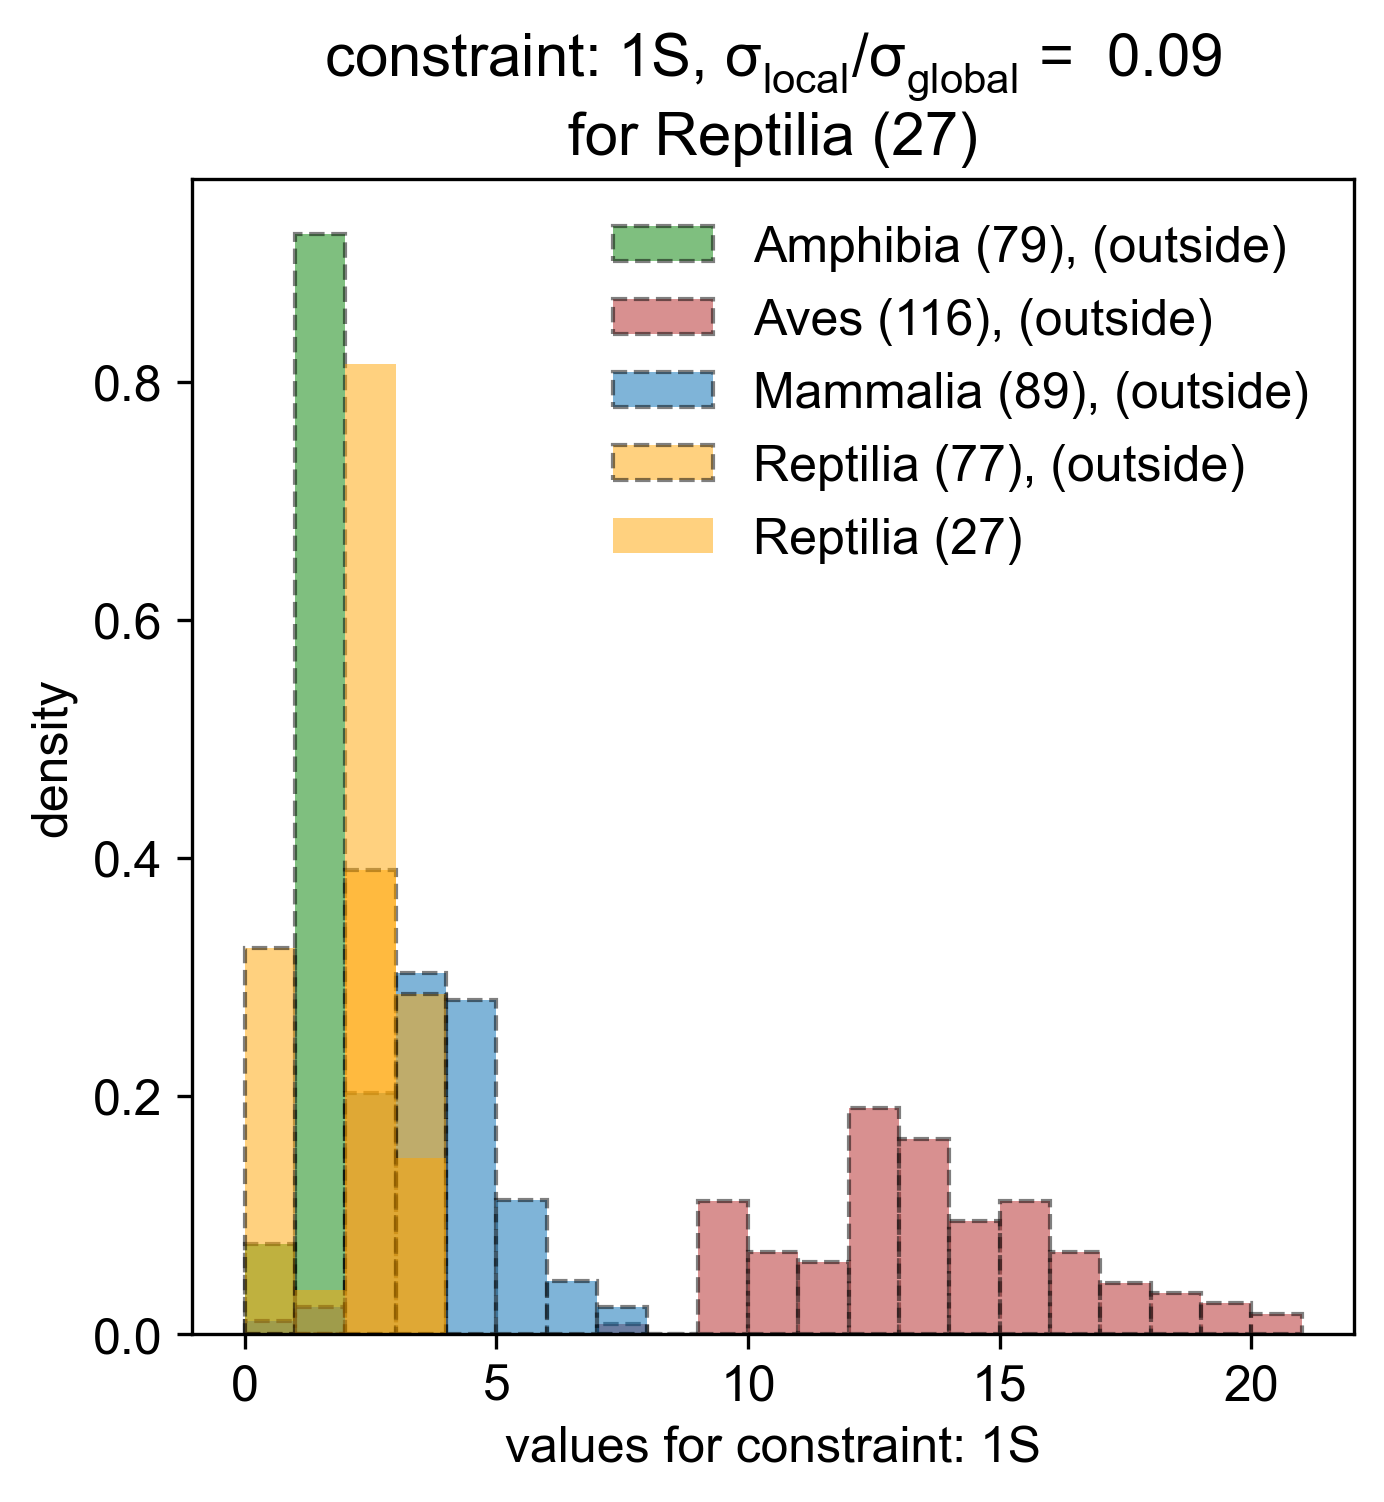 constraint: 1S, σlocal/σglobal = 0.09
for Reptilia (27)
Amphibia (79), (outside)
Aves (116), (outside)
Mammalia (89), (outside)
Reptilia (77), (outside)
Reptilia (27)
density
0.8
0.6
0.4
0.2
0.0
0 5 10 15 20
values for constraint: 1S